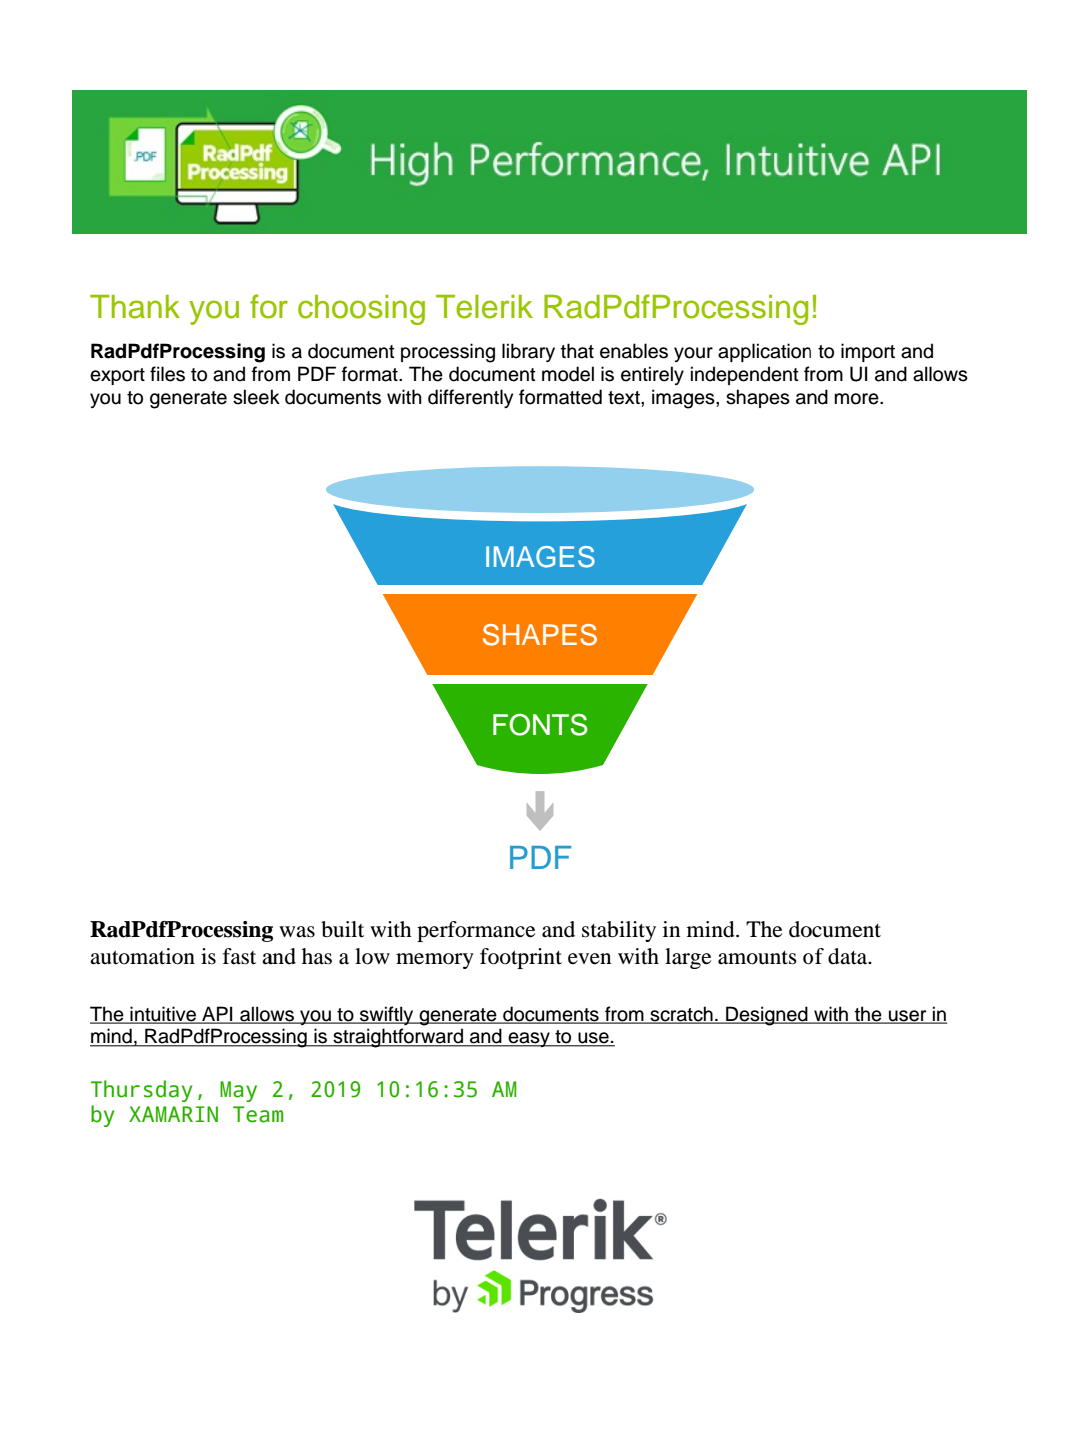 .PDF
RadPdf
Processing
High Performance, Intuitive API
Thank you for choosing Telerik RadPdfProcessing!
RadPdfProcessing is a document processing library that enables your application to import and
export files to and from PDF format. The document model is entirely independent from UI and allows
you to generate sleek documents with differently formatted text, images, shapes and more.
IMAGES
SHAPES
FONTS
PDF
RadPdfProcessing was built with performance and stability in mind. The document
automation is fast and has a low memory footprint even with large amounts of data.
The intuitive API allows you to swiftly generate documents from scratch. Designed with the user in
mind, RadPdfProcessing is straightforward and easy to use.
Thursday, May 2, 2019 10:16:35 AM
by XAMARIN Team
Telerik®
by Progress